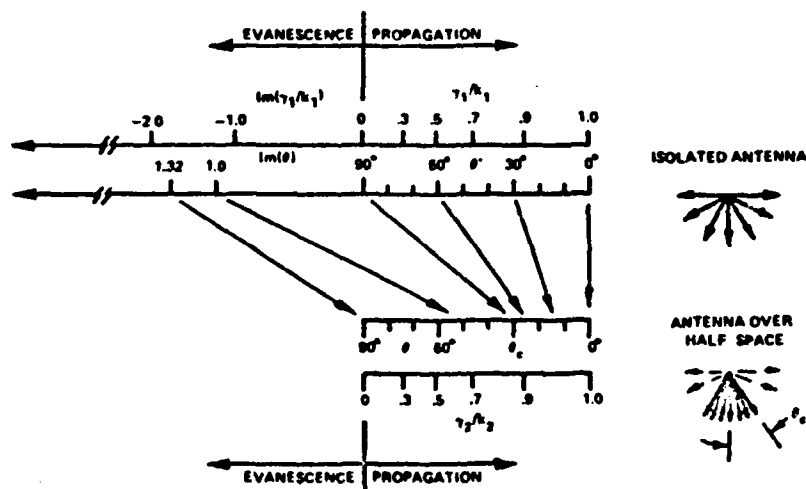 EVANESCENCE PROPAGATION
Im(γ₁/k₁) γ₁/k₁
−2.0 −1.0 0 .3 .5 .7 .9 1.0
1.32 1.0 Im(θ) 90° 60° θ° 30° 0°
ISOLATED ANTENNA
90° θ 60° θc 0°
ANTENNA OVER
HALF SPACE
0 .3 .5 .7 .9 1.0
γ₂/k₂
θc
EVANESCENCE PROPAGATION